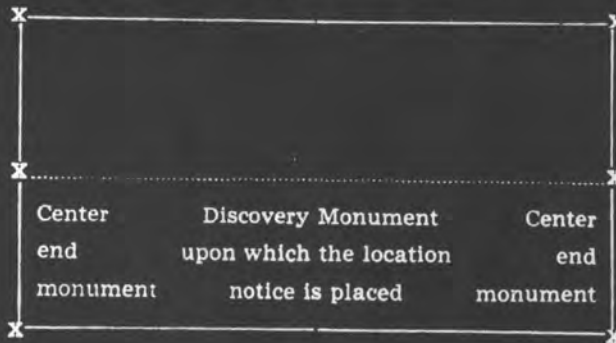 X X
X X
Center Discovery Monument Center
end upon which the location end
monument notice is placed monument
X X